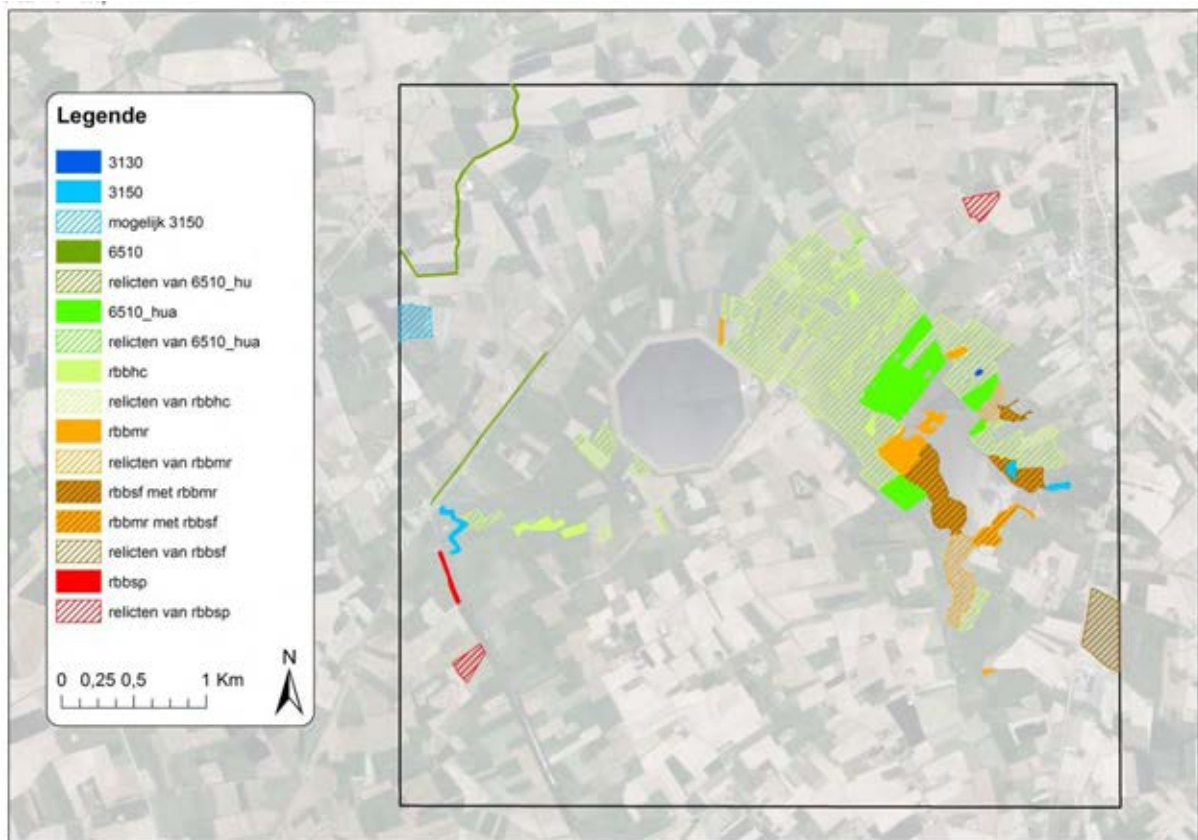 Legende
3130
3150
mogelijk 3150
6510
relicten van 6510_hu
6510_hua
relicten van 6510_hua
rbbhc
relicten van rbbhc
rbbmr
relicten van rbbmr
rbbsf met rbbmr
rbbmr met rbbsf
relicten van rbbsf
rbbsp
relicten van rbbsp
N
0 0,25 0,5 1 Km